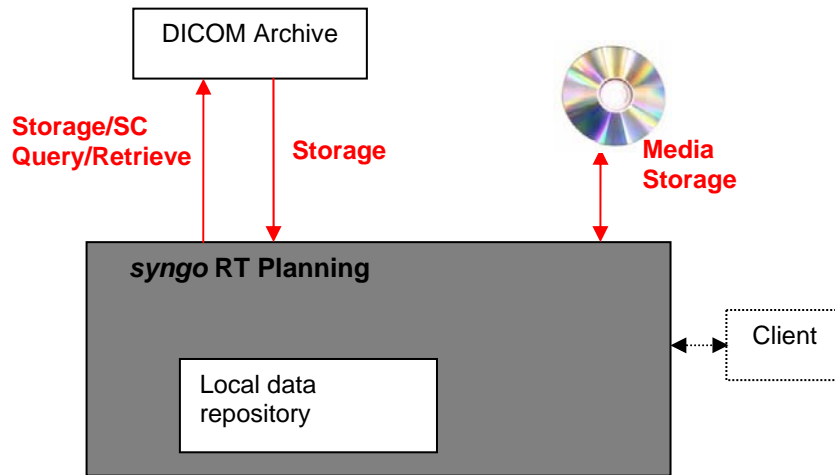 DICOM Archive
Storage/SC
Query/Retrieve
Storage
Media
Storage
syngo RT Planning
Client
Local data
repository